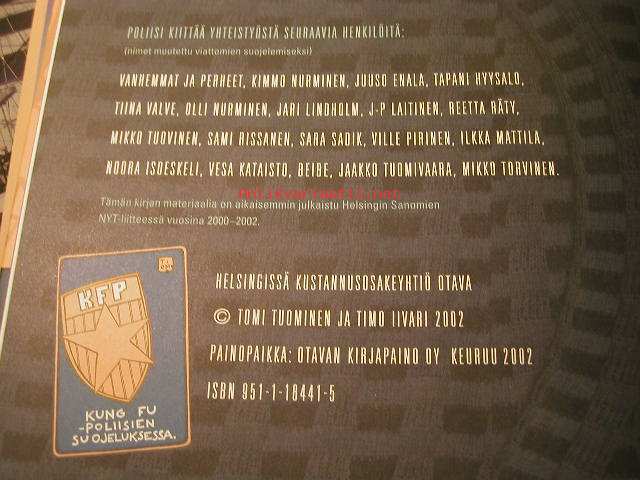 POLIISI KIITTÄÄ YHTEISTYÖSTÄ SEURAAVIA HENKILÖITÄ:
(nimet muutettu viattomien suojelemiseksi)
VANHEMMAT JA PERHEET, KIMMO NURMINEN, JUUSO ENALA, TAPANI HYYSALO,
TIINA VALVE, OLLI NURMINEN, JARI LINDHOLM, J-P LAITINEN, REETTA RÄTY,
MIKKO TUOVINEN, SAMI RISSANEN, SARA SADIK, VILLE PIRINEN, ILKKA MATTILA,
NOORA ISOESKELI, VESA KATAISTO, BEIBE, JAAKKO TUOMIVAARA, MIKKO TORVINEN.
Tämän kirjan materiaalia on aikaisemmin julkaistu Helsingin Sanomien
NYT-liitteessä vuosina 2000–2002.
HELSINGISSÄ KUSTANNUSOSAKEYHTIÖ OTAVA
© TOMI TUOMINEN JA TIMO IIVARI 2002
PAINOPAIKKA: OTAVAN KIRJAPAINO OY KEURUU 2002
ISBN 951-1-18441-5
KFP
KUNG FU
-POLIISIEN
SUOJELUKSESSA.